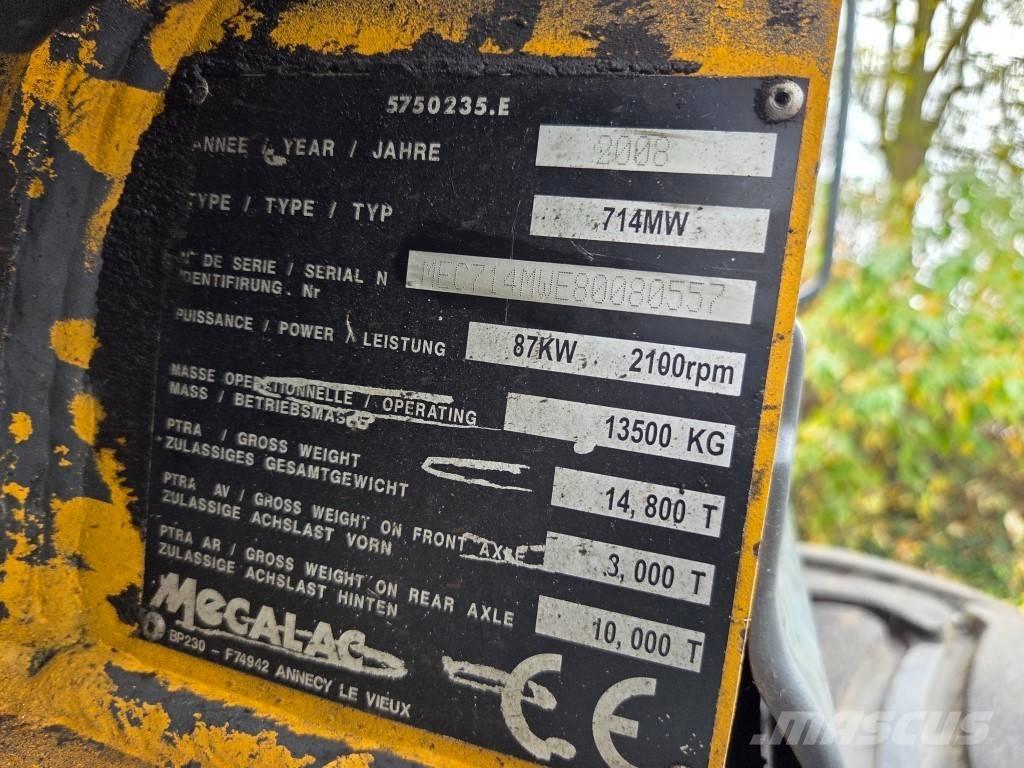 5750235.E
ANNEE / YEAR / JAHRE 2008
TYPE / TYPE / TYP 714MW
N° DE SERIE / SERIAL N MEC714MWE80080557
IDENTIFIRUNG. Nr
PUISSANCE / POWER / LEISTUNG 87KW 2100rpm
MASSE OPERATIONNELLE / OPERATING
MASS / BETRIEBSMASSE 13500 KG
PTRA / GROSS WEIGHT
ZULASSIGES GESAMTGEWICHT 14,800 T
PTRA AV / GROSS WEIGHT ON FRONT AXLE
ZULASSIGE ACHSLAST VORN 3,000 T
PTRA AR / GROSS WEIGHT ON REAR AXLE
ZULASSIGE ACHSLAST HINTEN 10,000 T
MECALAC
BP230 - F74942 ANNECY LE VIEUX
CE
MASCUS